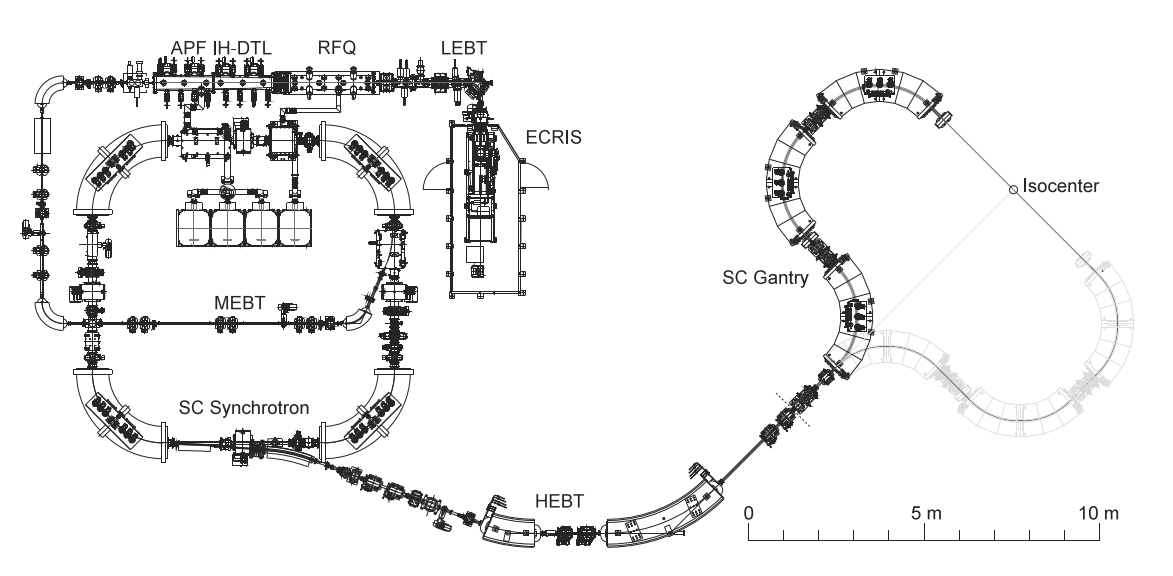 APF IH-DTL
RFQ
LEBT
ECRIS
Isocenter
SC Gantry
MEBT
SC Synchrotron
HEBT
0
5 m
10 m